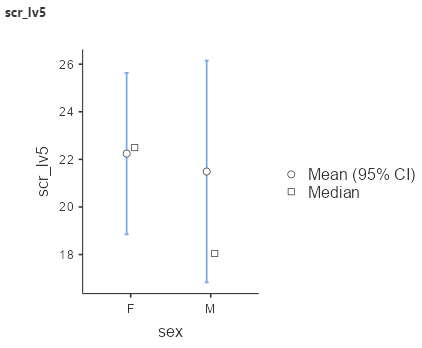 scr_lv5
26
24
22
20
18
scr_lv5
F
M
sex
Mean (95% CI)
Median